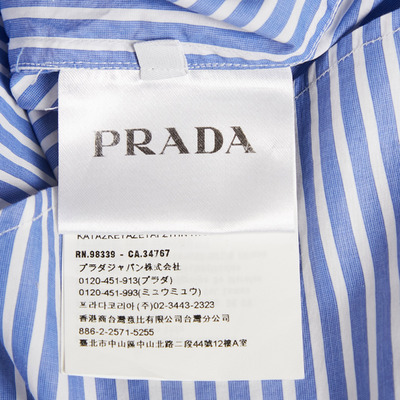 PRADA
RN.98339 - CA.34767
プラダジャパン株式会社
0120-451-913(プラダ)
0120-451-993(ミュウミュウ)
프라다코리아(주)02-3443-2323
香港商台灣普比有限公司台灣分公司
886-2-2571-5255
臺北市中山區中山北路二段44號12樓A室